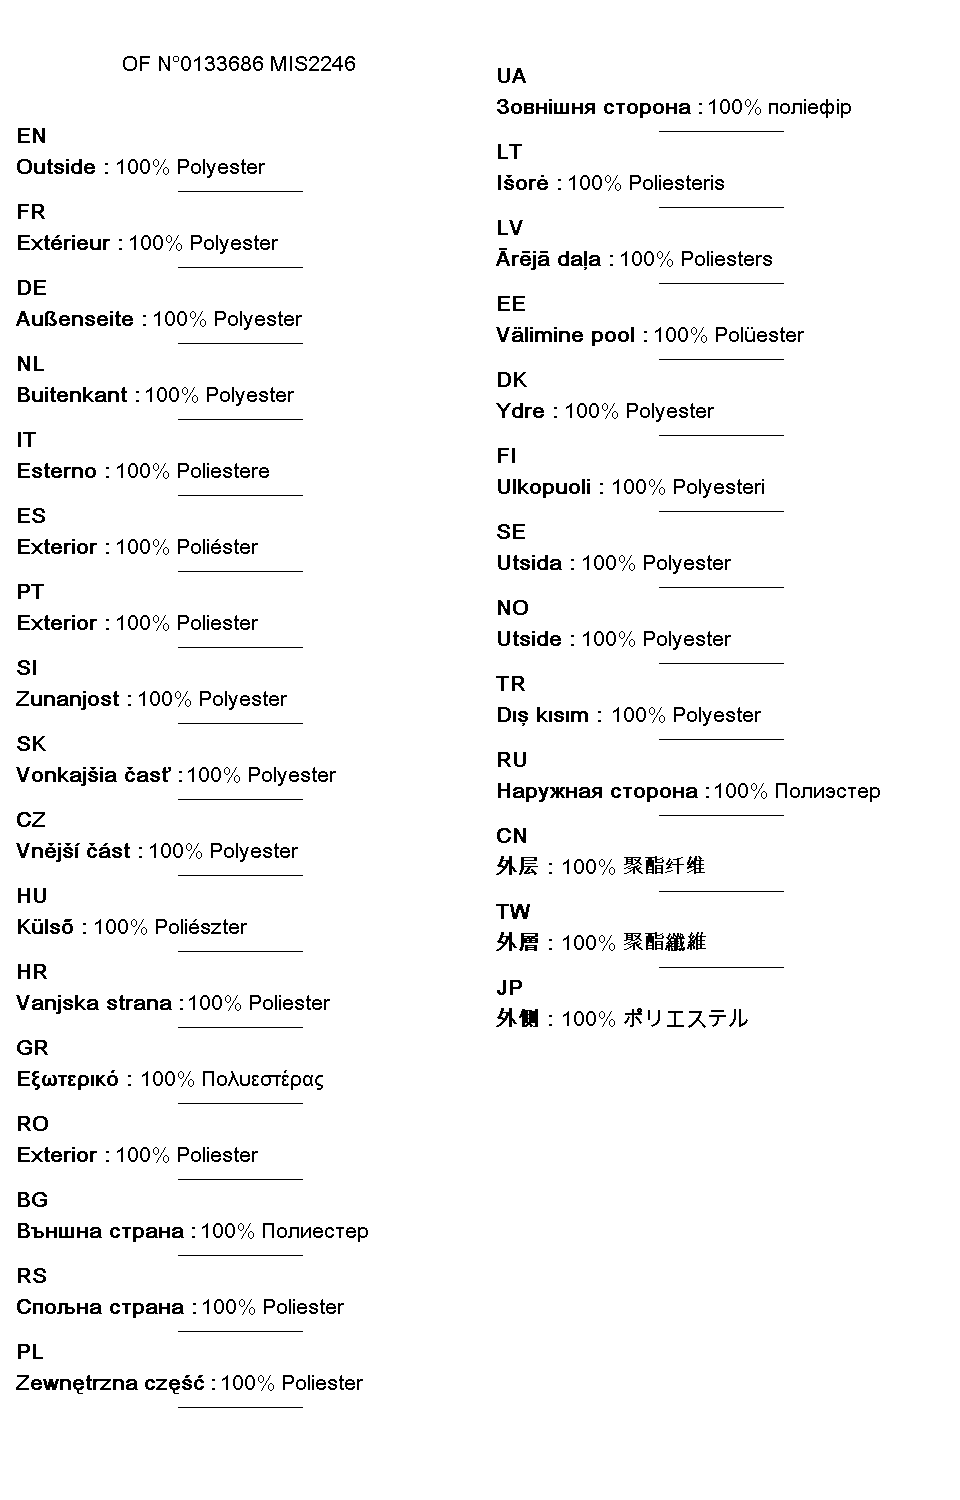 OF N°0133686 MIS2246
EN
Outside : 100% Polyester
FR
Extérieur : 100% Polyester
DE
Außenseite : 100% Polyester
NL
Buitenkant : 100% Polyester
IT
Esterno : 100% Poliestere
ES
Exterior : 100% Poliéster
PT
Exterior : 100% Poliester
SI
Zunanjost : 100% Polyester
SK
Vonkajšia časť : 100% Polyester
CZ
Vnější část : 100% Polyester
HU
Külső : 100% Poliészter
HR
Vanjska strana : 100% Poliester
GR
Εξωτερικό : 100% Πολυεστέρας
RO
Exterior : 100% Poliester
BG
Външна страна : 100% Полиестер
RS
Спољна страна : 100% Poliester
PL
Zewnętrzna część : 100% Poliester
UA
Зовнішня сторона : 100% поліефір
LT
Išorė : 100% Poliesteris
LV
Ārējā daļa : 100% Poliesters
EE
Välimine pool : 100% Polüester
DK
Ydre : 100% Polyester
FI
Ulkopuoli : 100% Polyesteri
SE
Utsida : 100% Polyester
NO
Utside : 100% Polyester
TR
Dış kısım : 100% Polyester
RU
Наружная сторона : 100% Полиэстер
CN
外层 : 100% 聚酯纤维
TW
外層 : 100% 聚酯纖維
JP
外側 : 100% ポリエステル